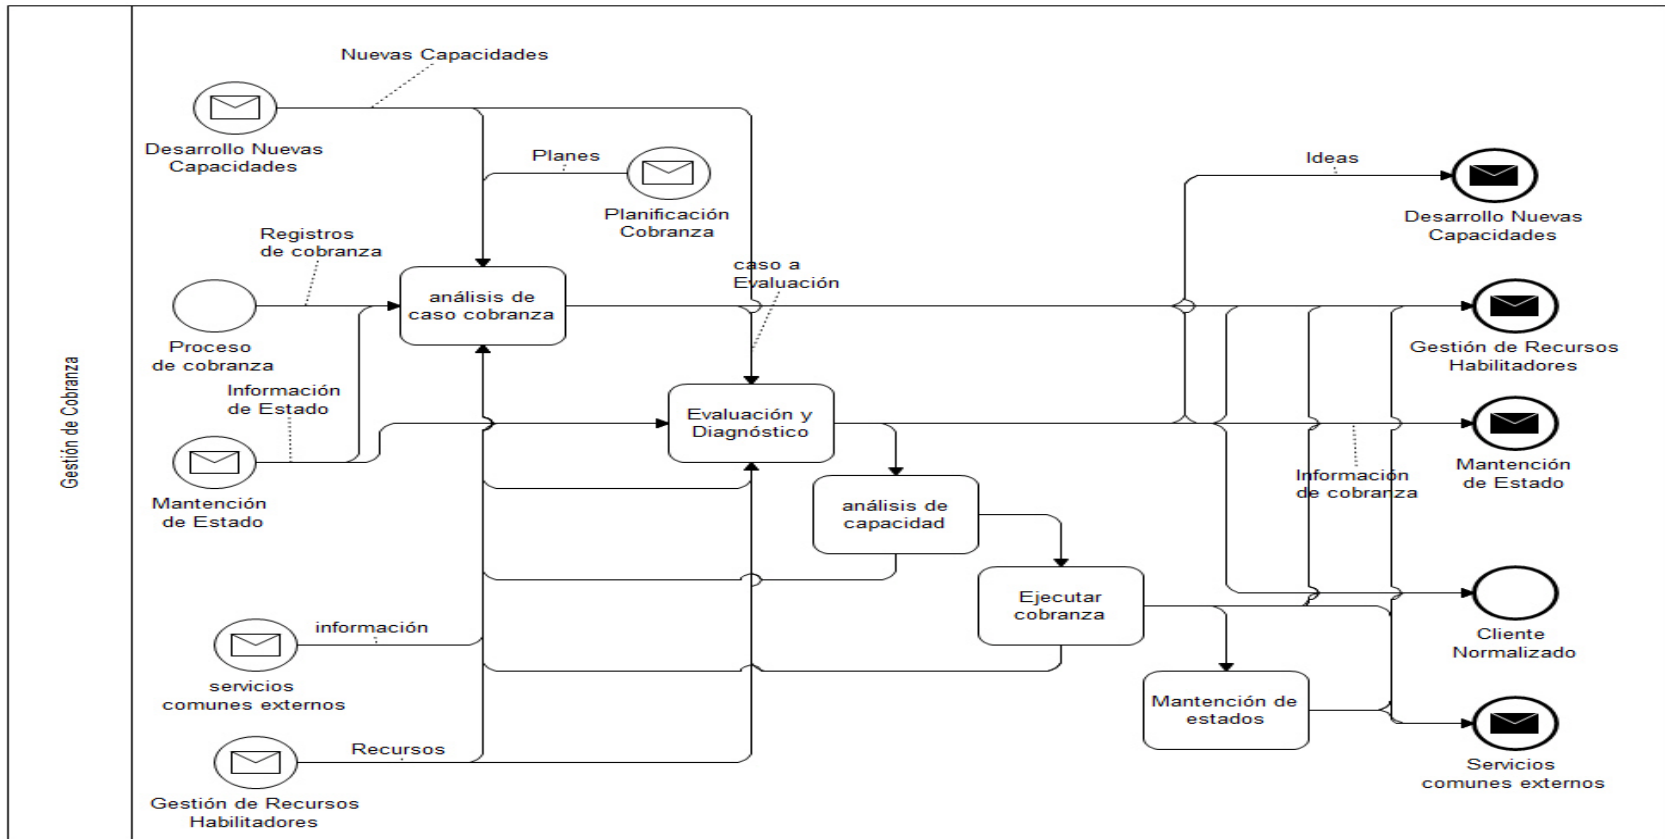 Gestión de Cobranza
Nuevas Capacidades
Desarrollo Nuevas
Capacidades
Planes
Planificación
Cobranza
Ideas
Desarrollo Nuevas
Capacidades
Registros
de cobranza
Proceso
de cobranza
análisis de
caso cobranza
caso a
Evaluación
Gestión de Recursos
Habilitadores
Información
de Estado
Mantención
de Estado
Evaluación y
Diagnóstico
Información
de cobranza
Mantención
de Estado
análisis de
capacidad
Ejecutar
cobranza
Cliente
Normalizado
información
servicios
comunes externos
Mantención de
estados
Servicios
comunes externos
Recursos
Gestión de Recursos
Habilitadores